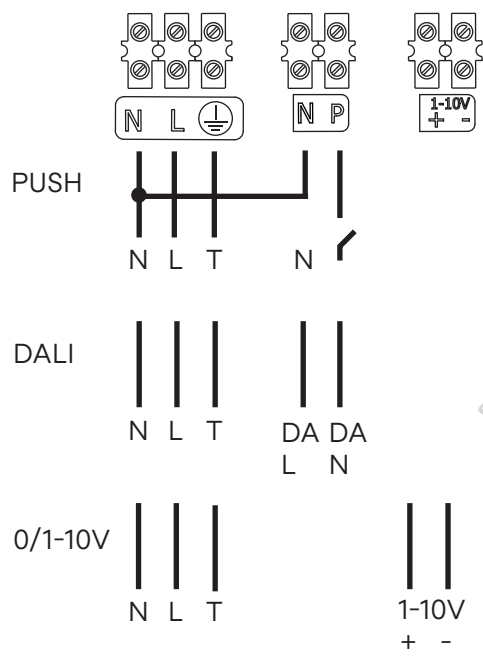 N L
N P
1-10V
+ -
PUSH
N L T N
DALI
N L T DA DA
L N
0/1-10V
N L T 1-10V
+ -